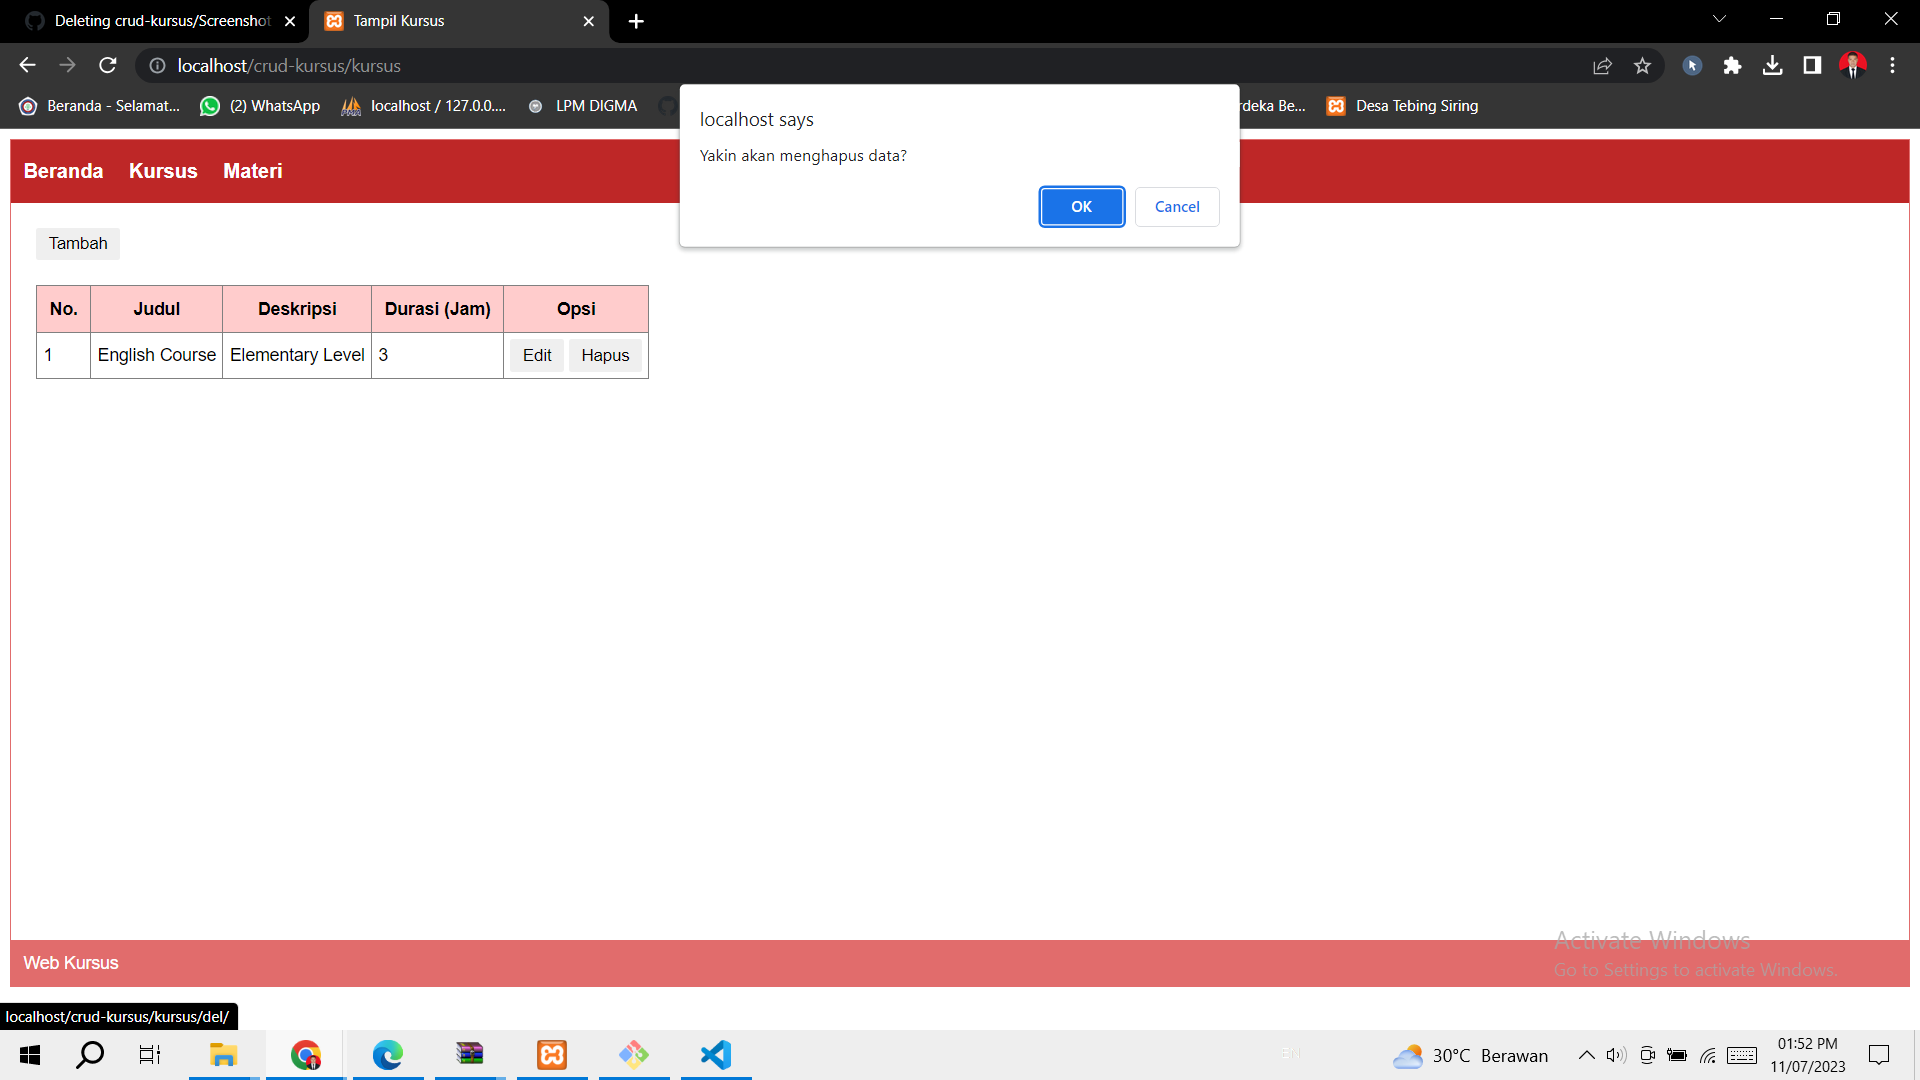 Deleting crud-kursus/Screenshot
Tampil Kursus
localhost/crud-kursus/kursus
Beranda - Selamat...
(2) WhatsApp
localhost / 127.0.0....
LPM DIGMA
rdeka Be...
Desa Tebing Siring
localhost says
Yakin akan menghapus data?
OK
Cancel
Beranda
Kursus
Materi
Tambah
No. Judul Deskripsi Durasi (Jam) Opsi
1 English Course Elementary Level 3 Edit Hapus
Activate Windows
Go to Settings to activate Windows.
Web Kursus
localhost/crud-kursus/kursus/del/
30°C Berawan
01:52 PM
11/07/2023